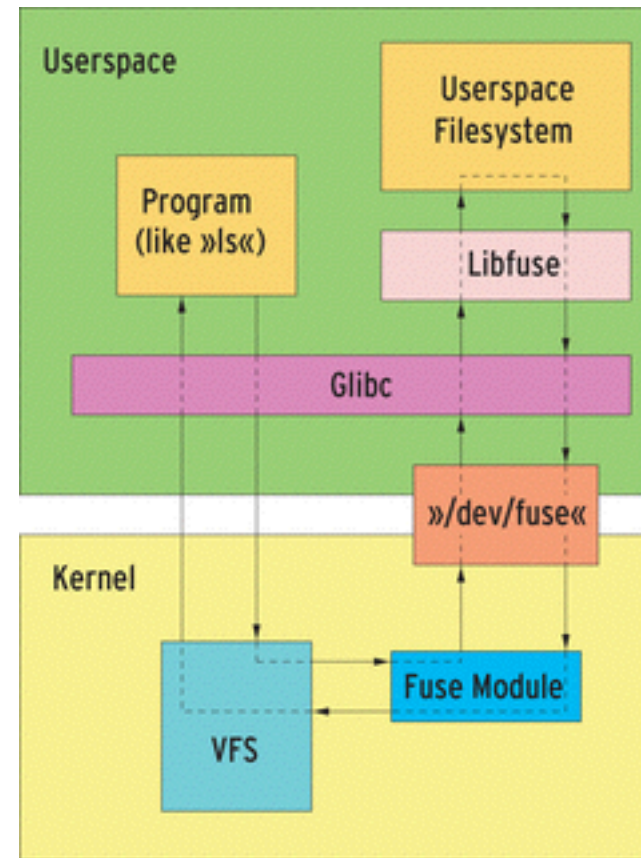 Userspace
Userspace
Filesystem
Program
(like »ls«)
Libfuse
Glibc
»/dev/fuse«
Kernel
Fuse Module
VFS